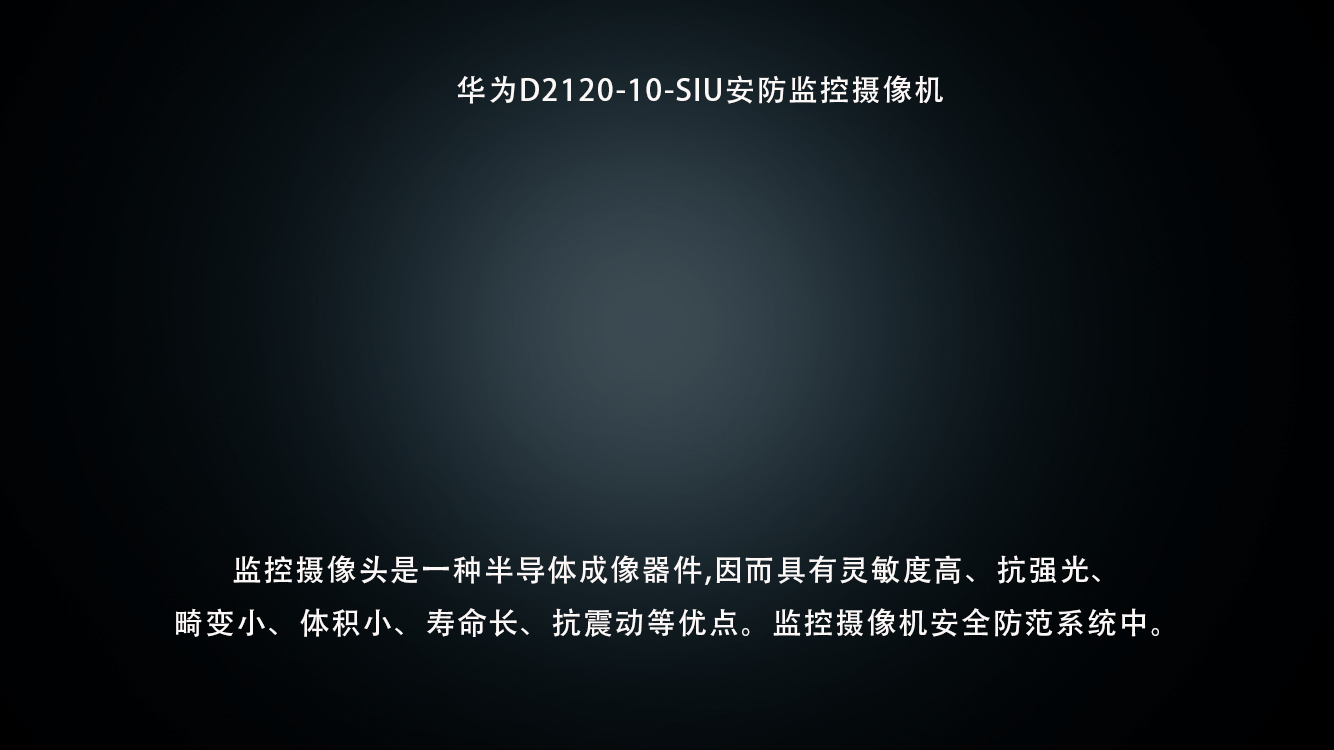 华为D2120-10-SIU安防监控摄像机
监控摄像头是一种半导体成像器件,因而具有灵敏度高、抗强光、
畸变小、体积小、寿命长、抗震动等优点。监控摄像机安全防范系统中。